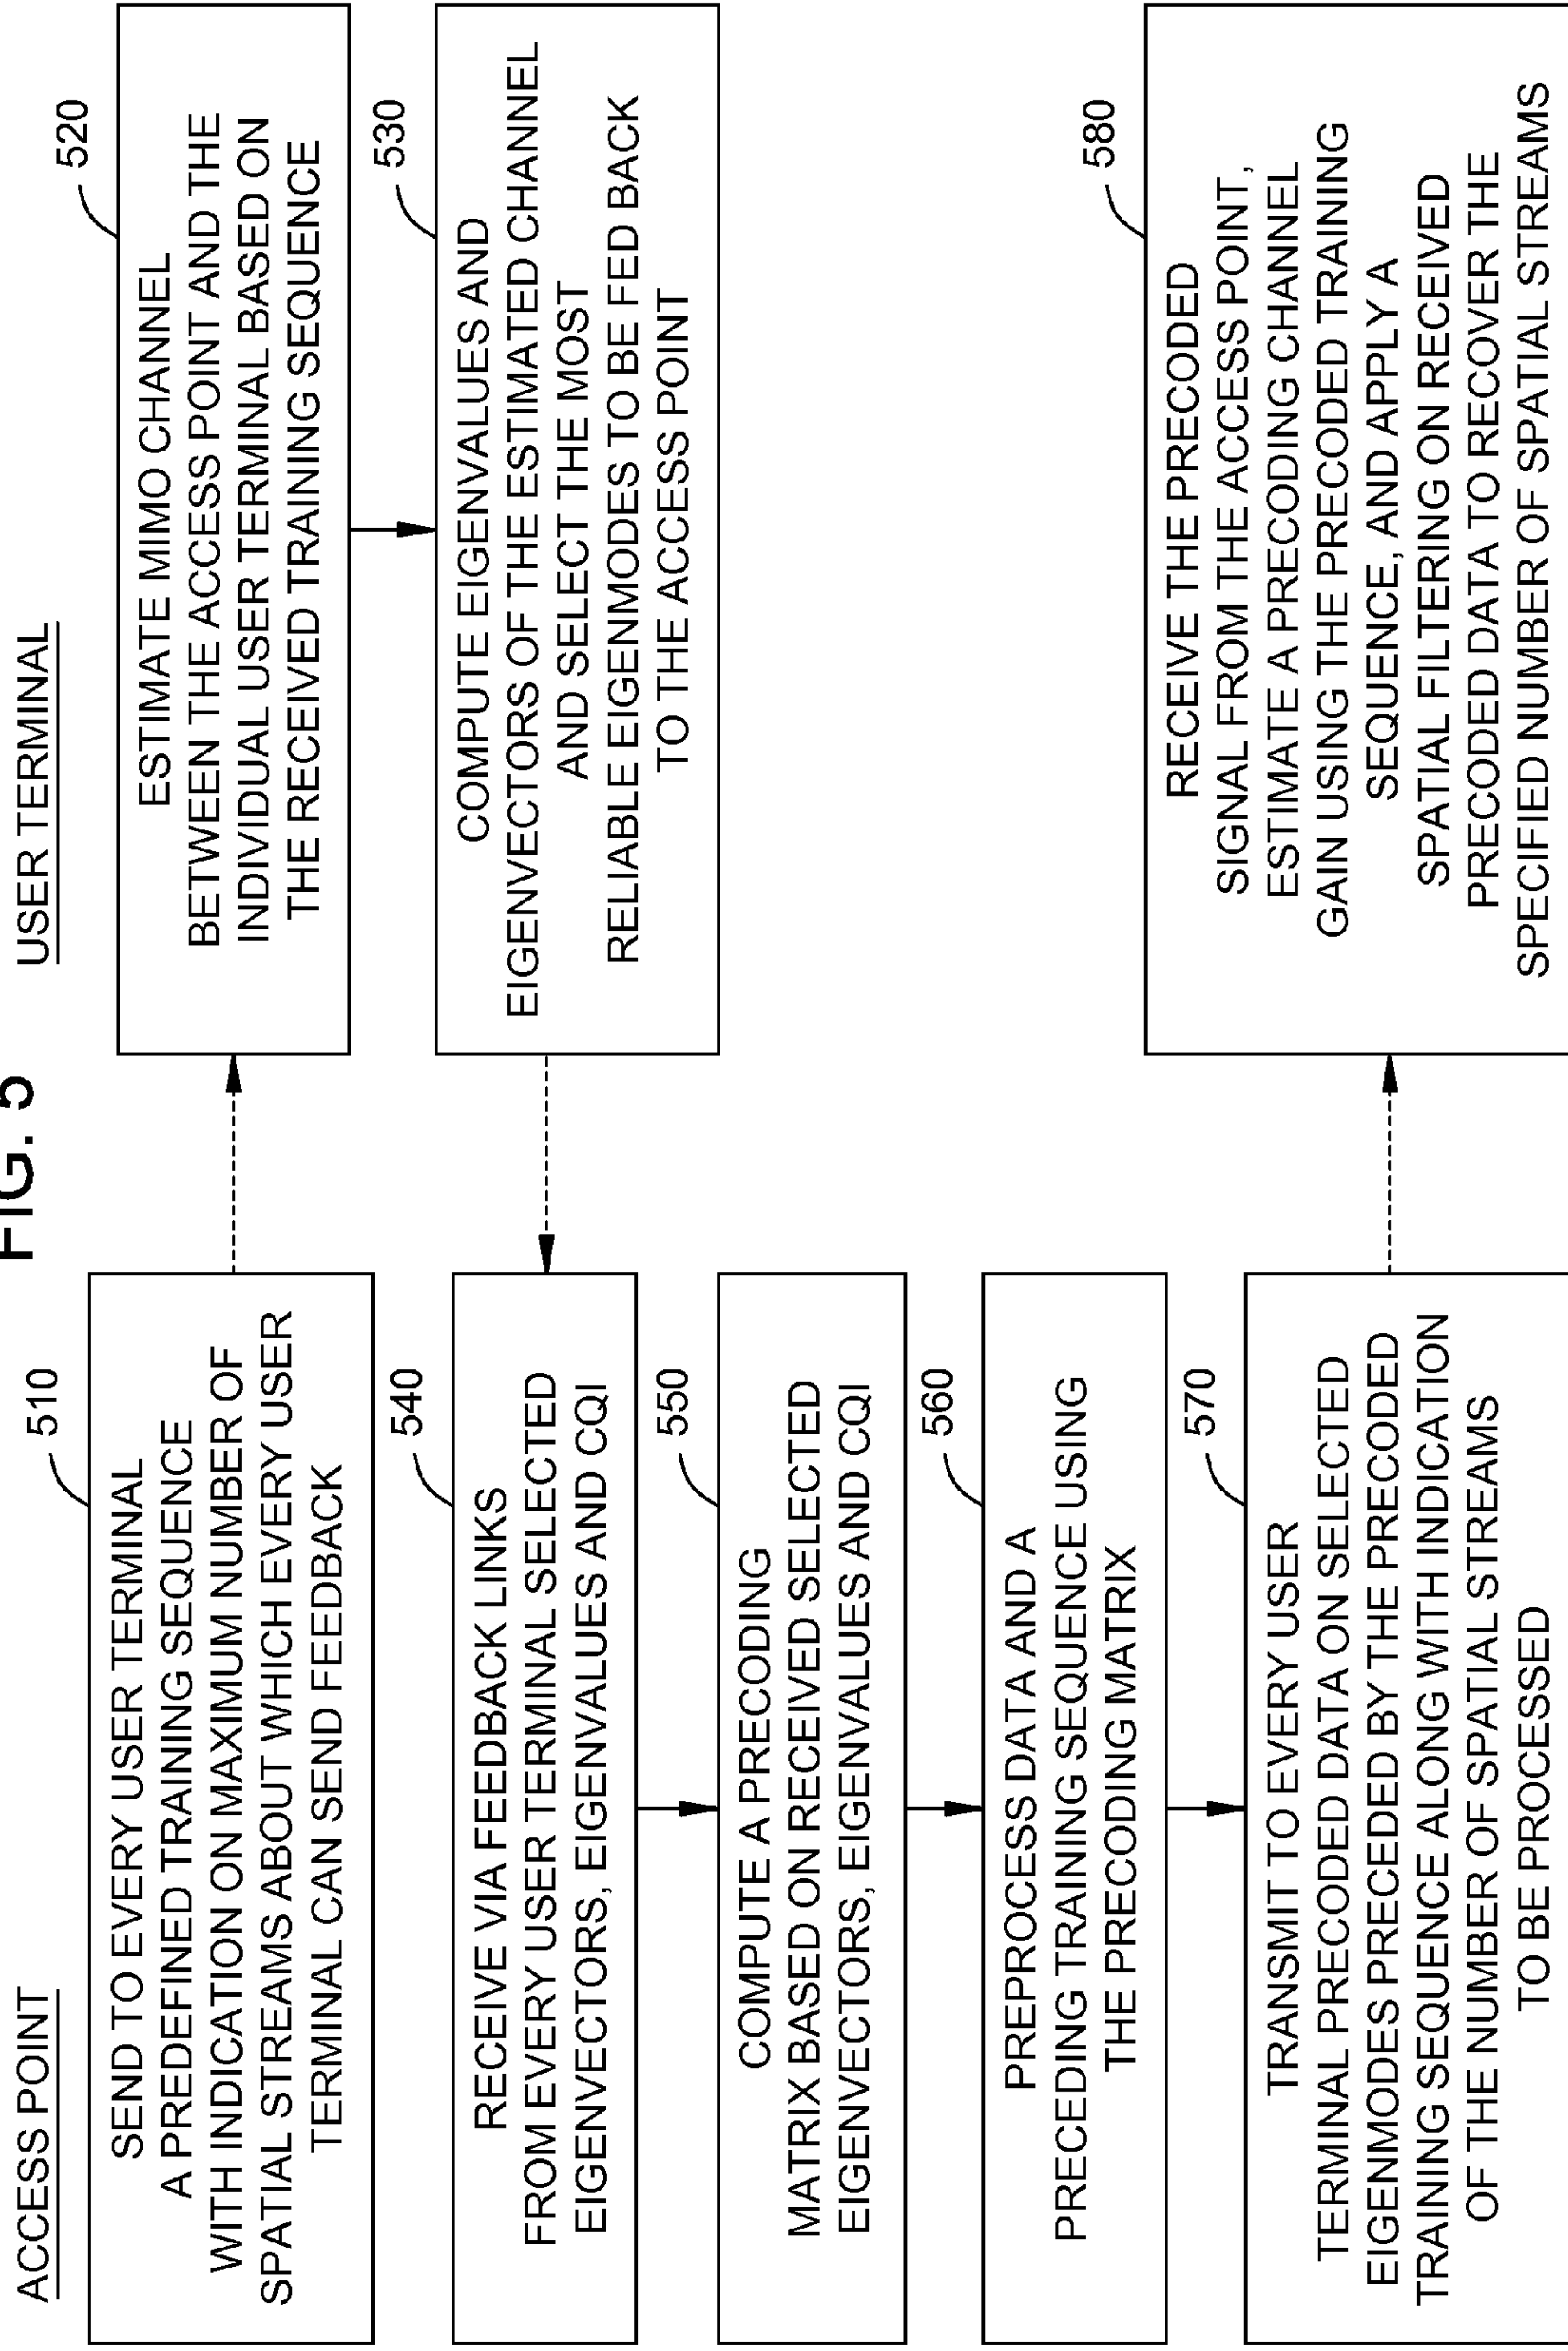 FIG. 5
ACCESS POINT
USER TERMINAL
510
SEND TO EVERY USER TERMINAL
A PREDEFINED TRAINING SEQUENCE
WITH INDICATION ON MAXIMUM NUMBER OF
SPATIAL STREAMS ABOUT WHICH EVERY USER
TERMINAL CAN SEND FEEDBACK
520
ESTIMATE MIMO CHANNEL
BETWEEN THE ACCESS POINT AND THE
INDIVIDUAL USER TERMINAL BASED ON
THE RECEIVED TRAINING SEQUENCE
530
COMPUTE EIGENVALUES AND
EIGENVECTORS OF THE ESTIMATED CHANNEL
AND SELECT THE MOST
RELIABLE EIGENMODES TO BE FED BACK
TO THE ACCESS POINT
540
RECEIVE VIA FEEDBACK LINKS
FROM EVERY USER TERMINAL SELECTED
EIGENVECTORS, EIGENVALUES AND CQI
550
COMPUTE A PRECODING
MATRIX BASED ON RECEIVED SELECTED
EIGENVECTORS, EIGENVALUES AND CQI
560
PREPROCESS DATA AND A
PRECEDING TRAINING SEQUENCE USING
THE PRECODING MATRIX
570
TRANSMIT TO EVERY USER
TERMINAL PRECODED DATA ON SELECTED
EIGENMODES PRECEDED BY THE PRECODED
TRAINING SEQUENCE ALONG WITH INDICATION
OF THE NUMBER OF SPATIAL STREAMS
TO BE PROCESSED
580
RECEIVE THE PRECODED
SIGNAL FROM THE ACCESS POINT,
ESTIMATE A PRECODING CHANNEL
GAIN USING THE PRECODED TRAINING
SEQUENCE, AND APPLY A
SPATIAL FILTERING ON RECEIVED
PRECODED DATA TO RECOVER THE
SPECIFIED NUMBER OF SPATIAL STREAMS